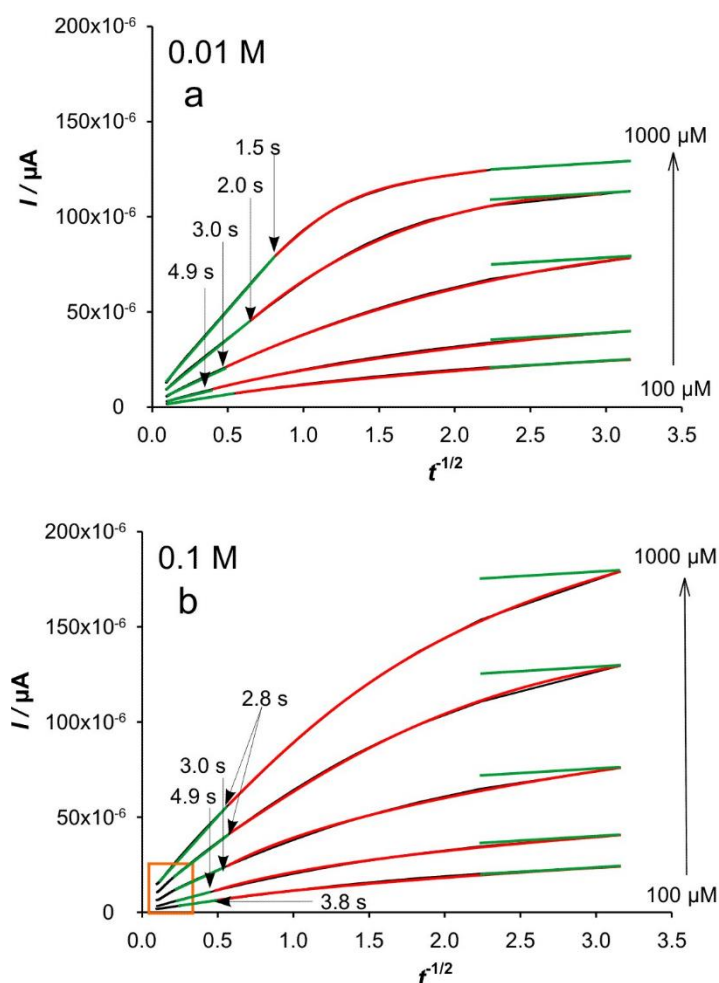 200x10⁻⁶
0.01 M
a
150x10⁻⁶
1.5 s
1000 µM
2.0 s
I / µA
100x10⁻⁶
3.0 s
4.9 s
50x10⁻⁶
0
100 µM
0.0 0.5 1.0 1.5 2.0 2.5 3.0 3.5
t⁻¹/²
200x10⁻⁶
0.1 M
1000 µM
b
150x10⁻⁶
2.8 s
I / µA
100x10⁻⁶
3.0 s
4.9 s
50x10⁻⁶
100 µM
3.8 s
0
0.0 0.5 1.0 1.5 2.0 2.5 3.0 3.5
t⁻¹/²